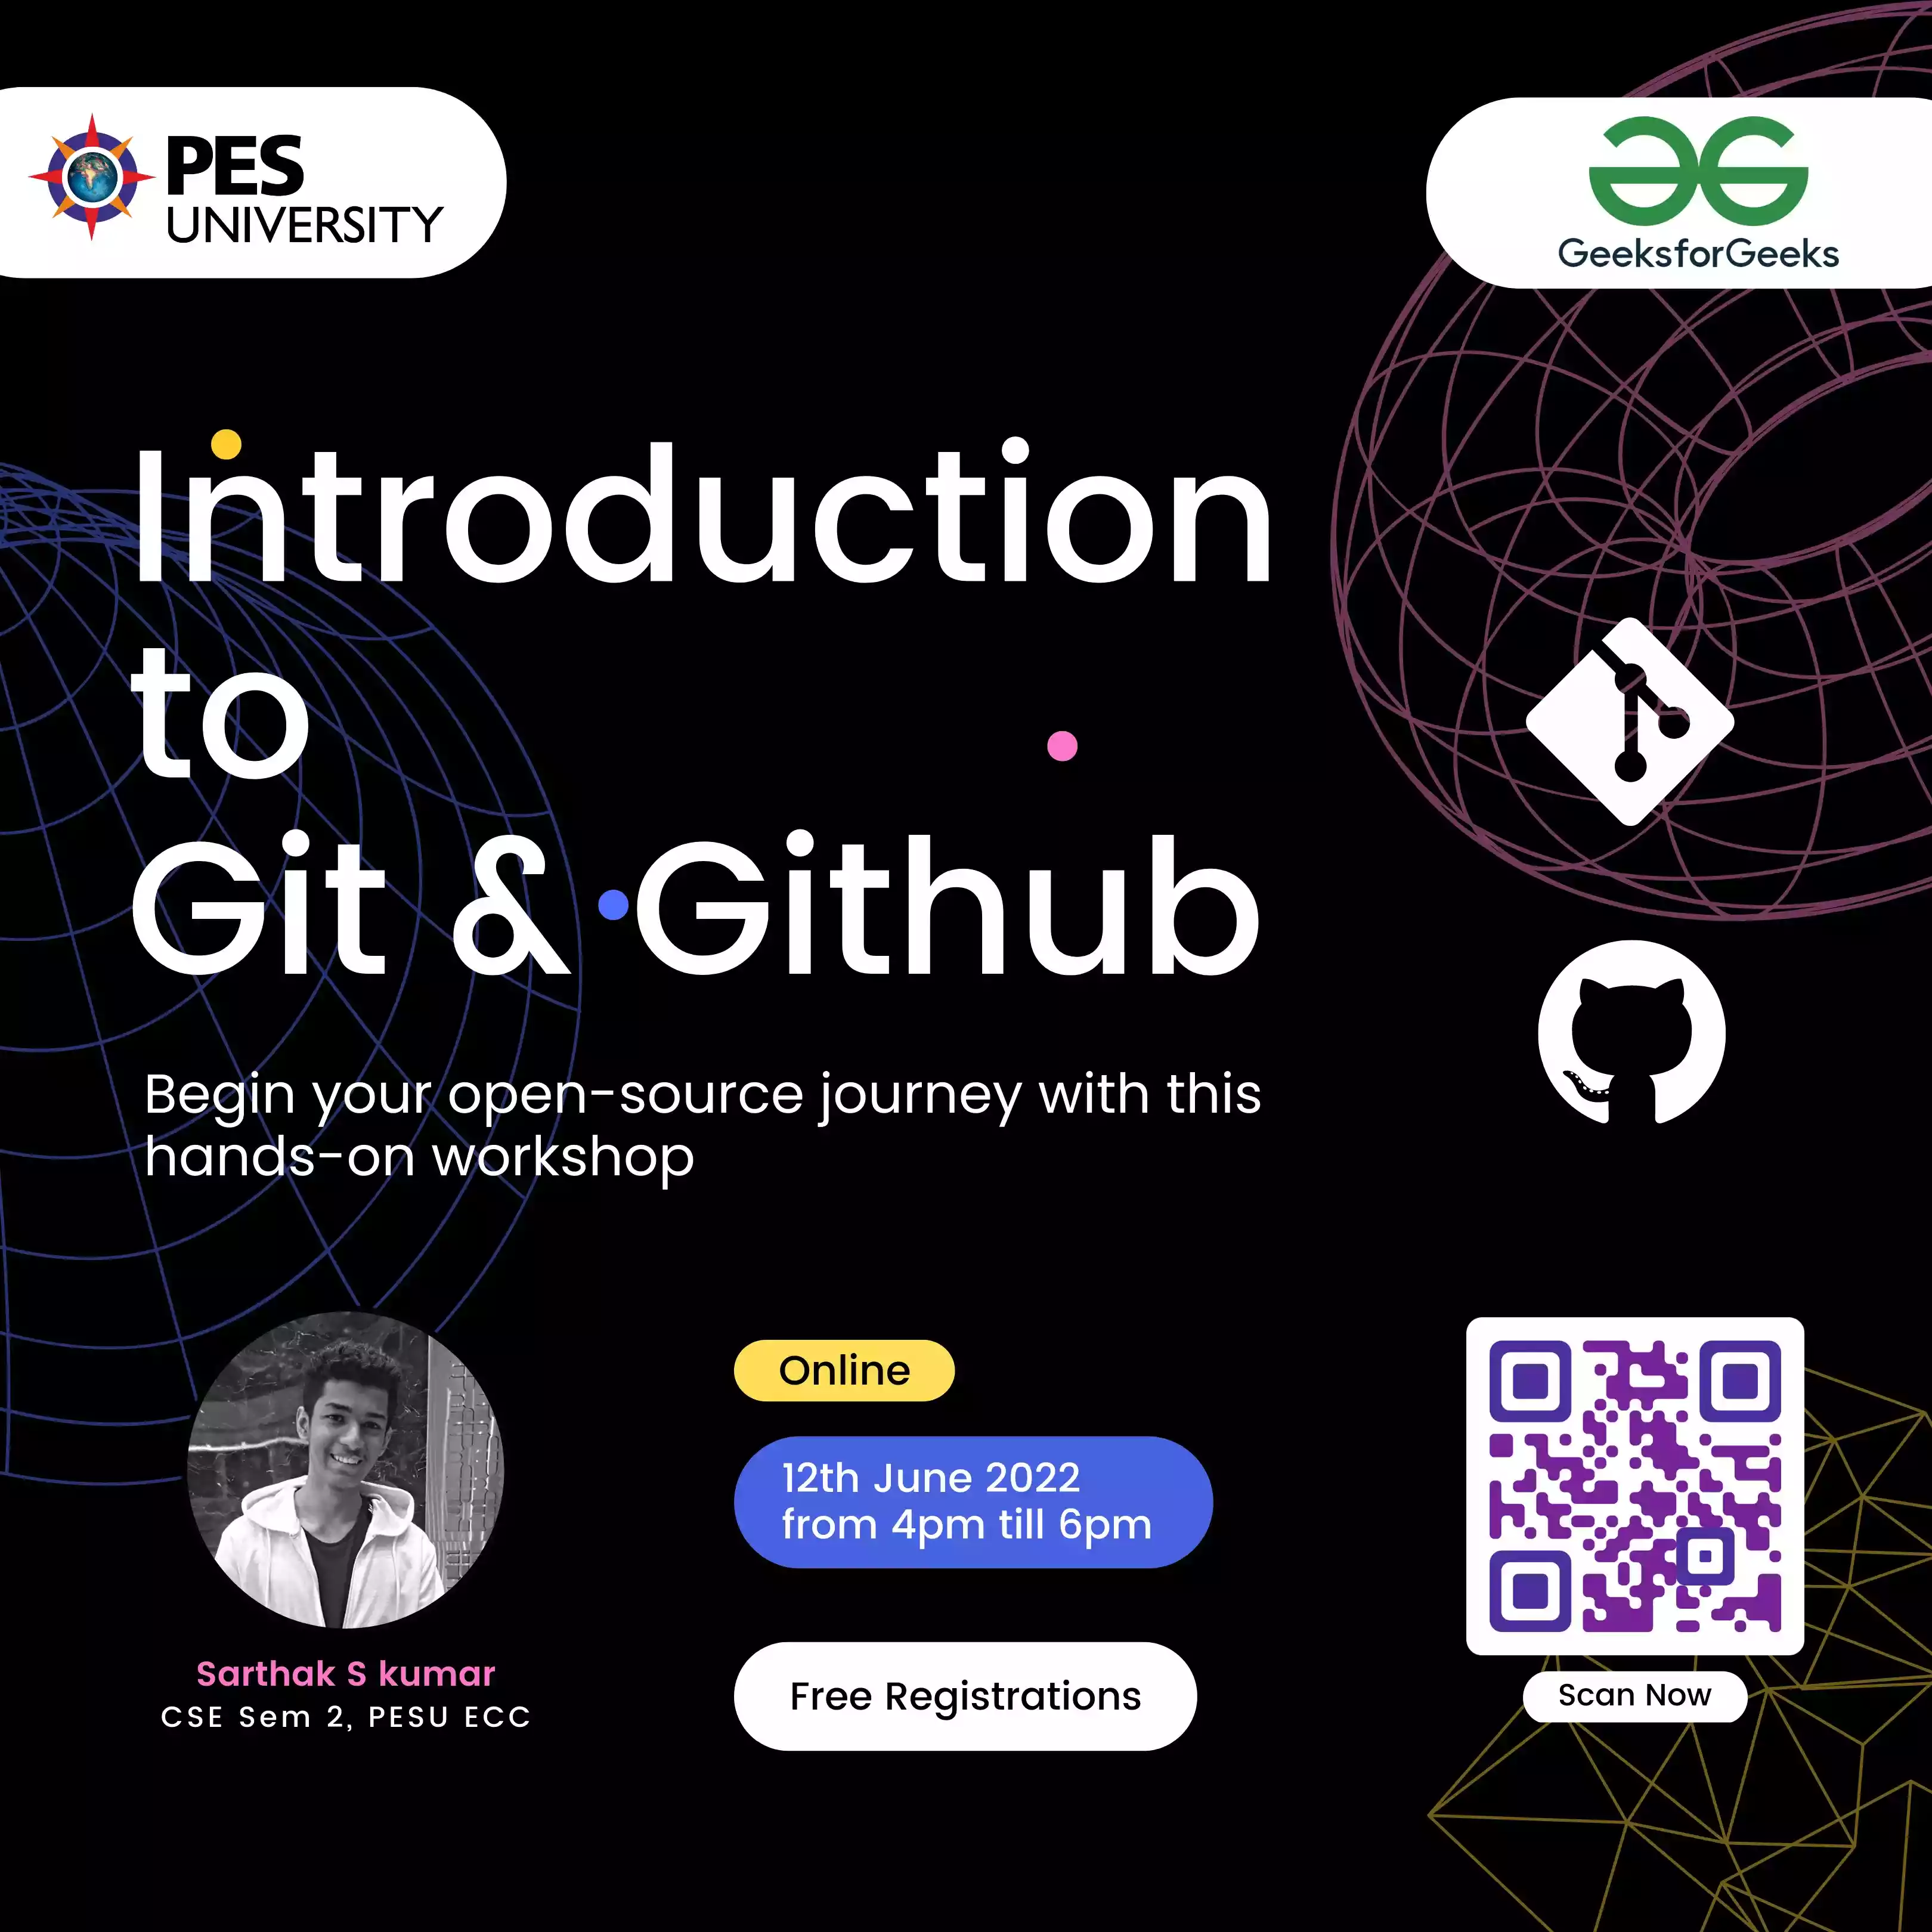 PES
UNIVERSITY
GeeksforGeeks
Introduction
to
Git & Github
Begin your open-source journey with this
hands-on workshop
Online
12th June 2022
from 4pm till 6pm
Free Registrations
Sarthak S kumar
CSE Sem 2, PESU ECC
Scan Now